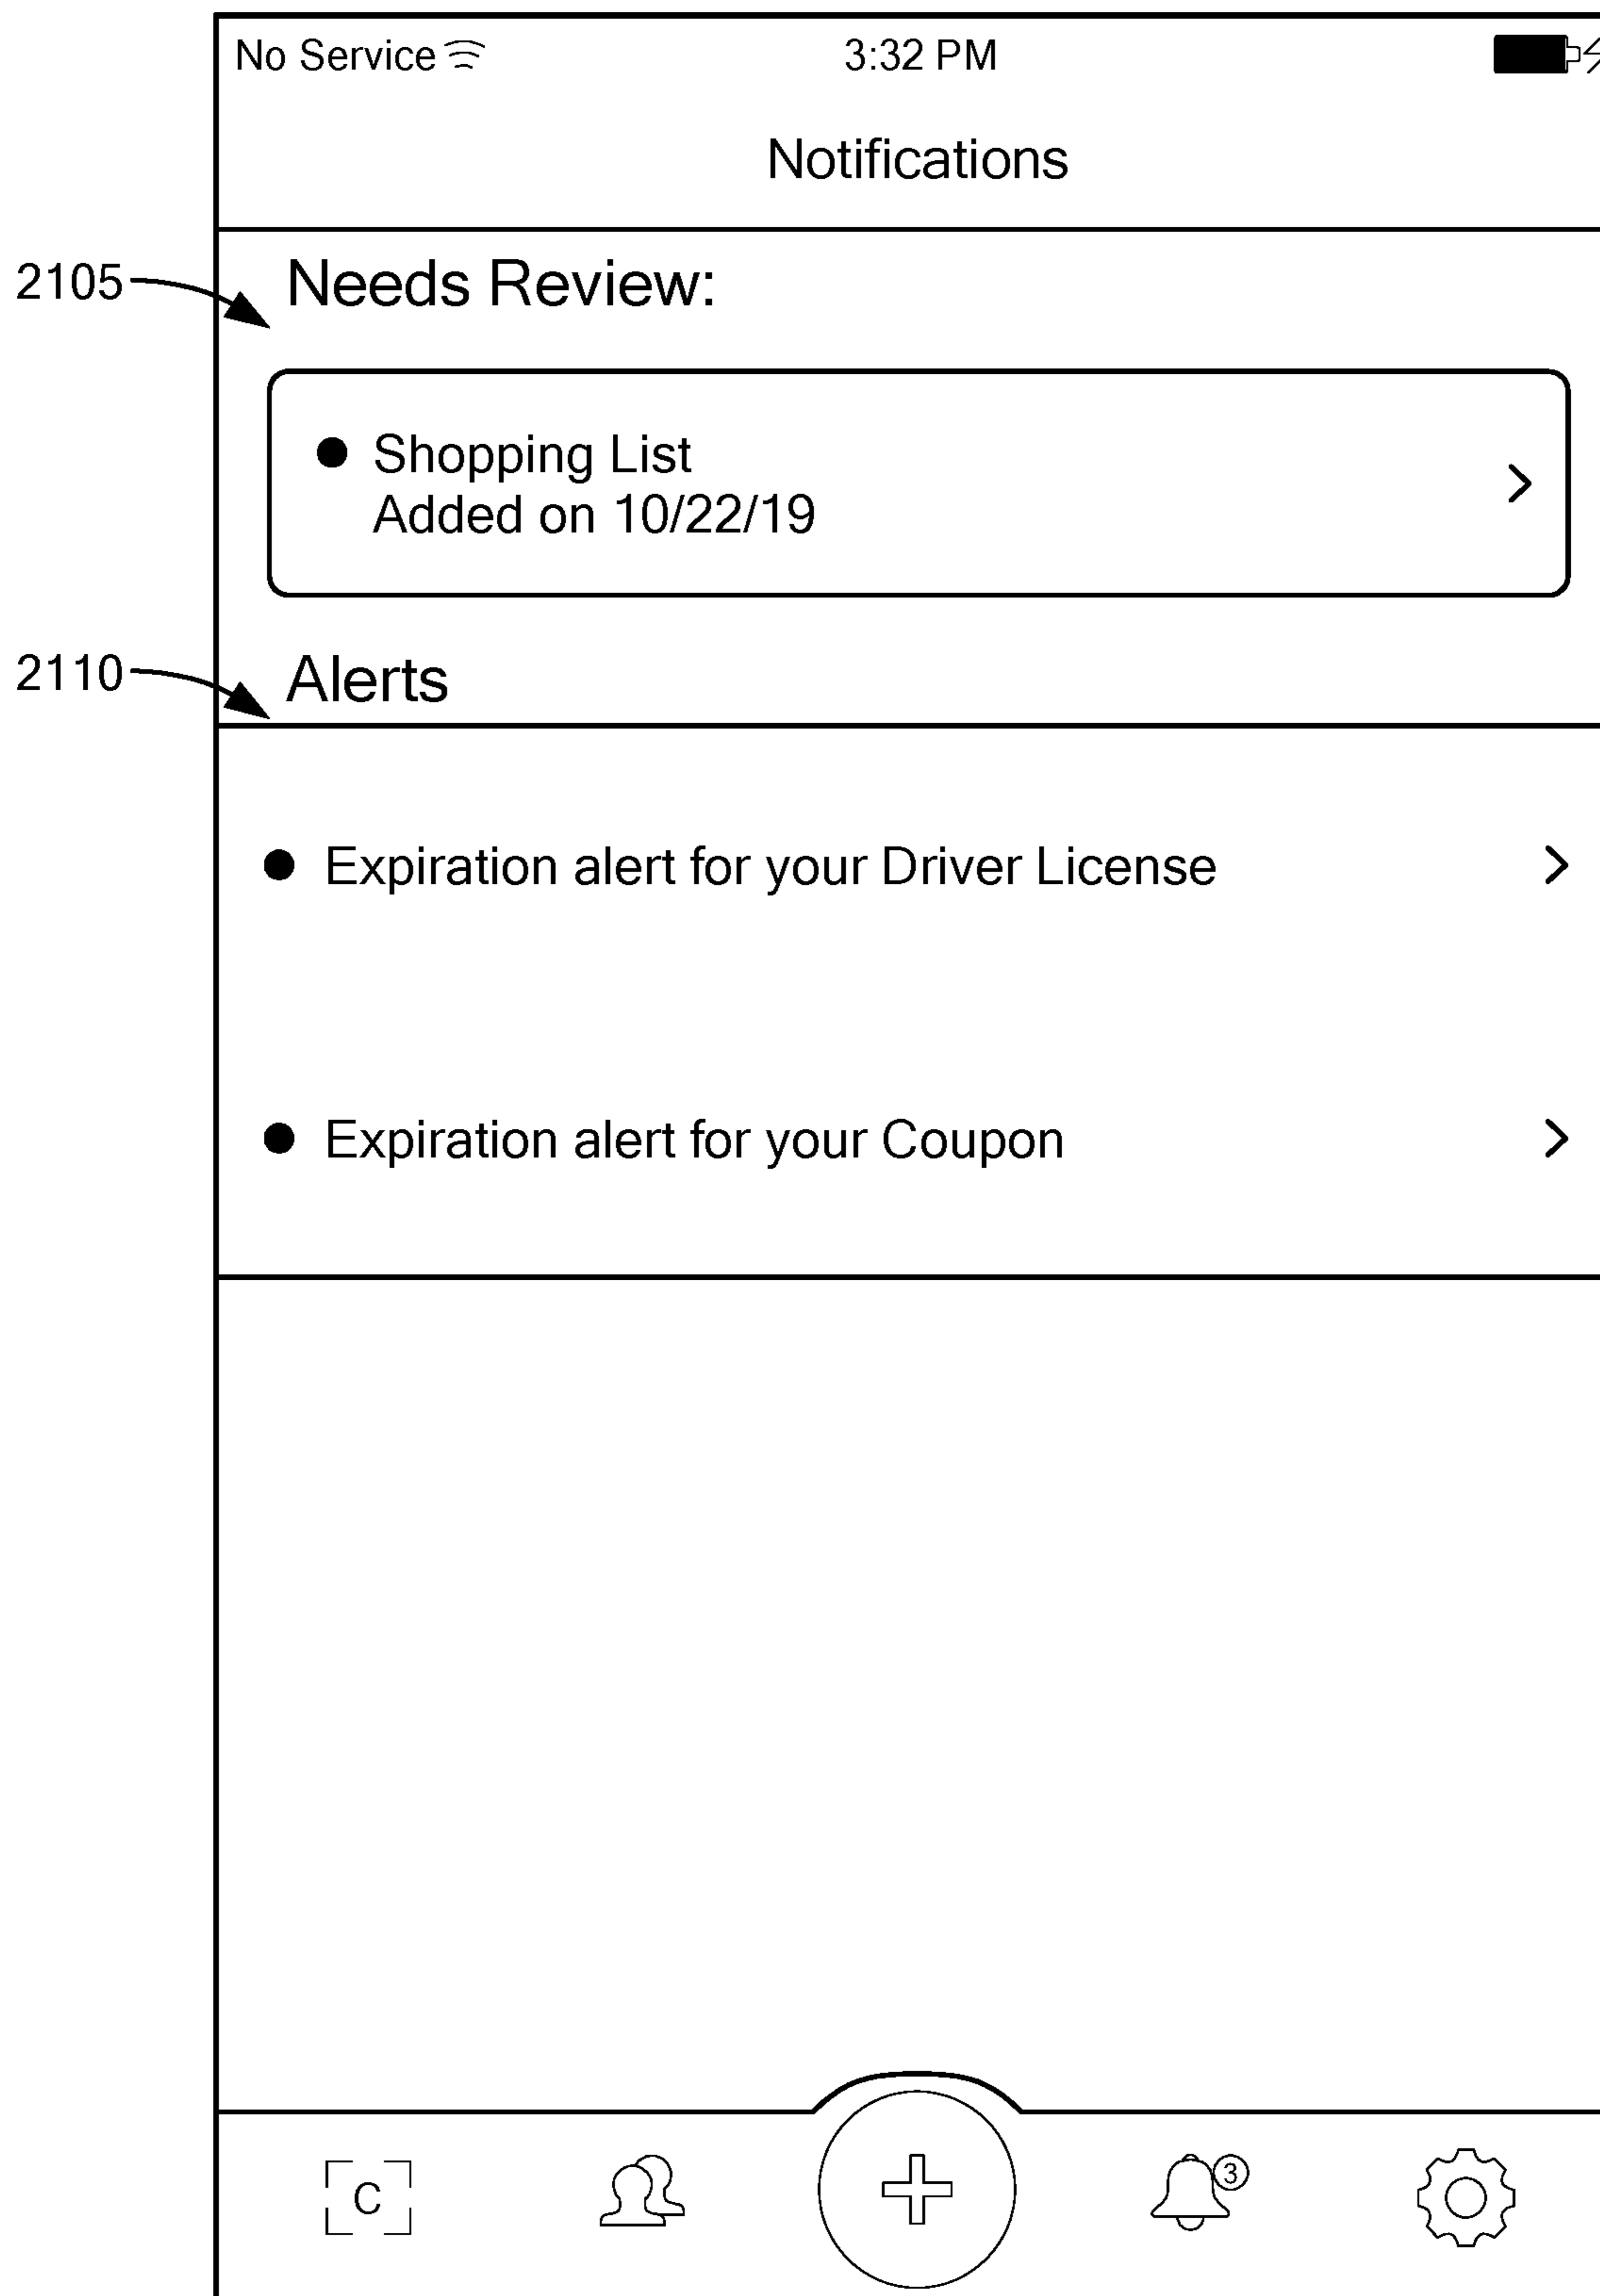 No Service 3:32 PM
Notifications
2105 Needs Review:
Shopping List
Added on 10/22/19
2110 Alerts
Expiration alert for your Driver License
Expiration alert for your Coupon
C 3